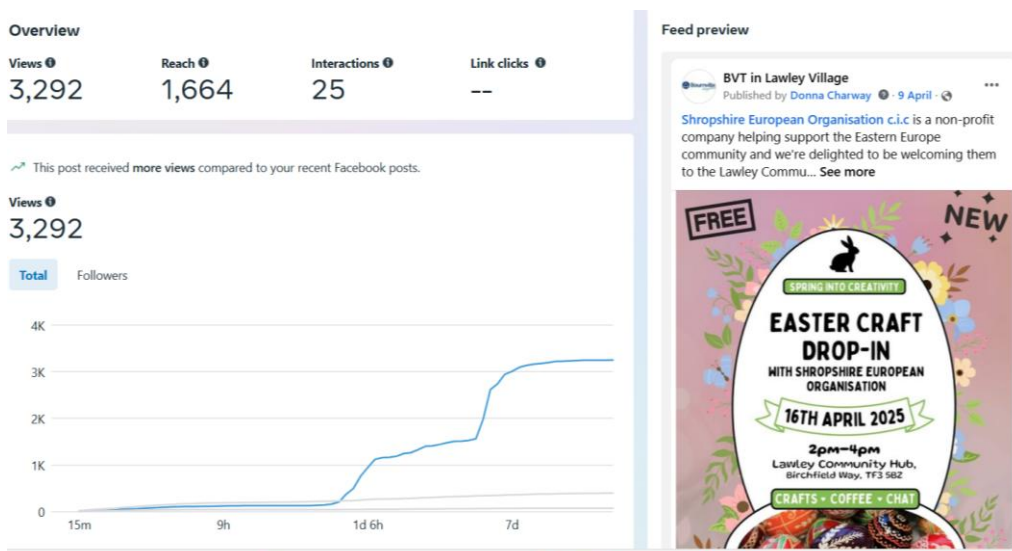 Overview
Views
Reach
Interactions
Link clicks
3,292
1,664
25
--
This post received more views compared to your recent Facebook posts.
Views
3,292
Total
Followers
4K
3K
2K
1K
0
15m
9h
1d 6h
7d
Feed preview
BVT in Lawley Village
Published by Donna Charway · 9 April ·
Shropshire European Organisation c.i.c is a non-profit
company helping support the Eastern Europe
community and we're delighted to be welcoming them
to the Lawley Commu... See more
FREE
NEW
SPRING INTO CREATIVITY
EASTER CRAFT
DROP-IN
WITH SHROPSHIRE EUROPEAN
ORGANISATION
16TH APRIL 2025
2pm-4pm
Lawley Community Hub,
Birchfield Way, TF3 5BZ
CRAFTS • COFFEE • CHAT